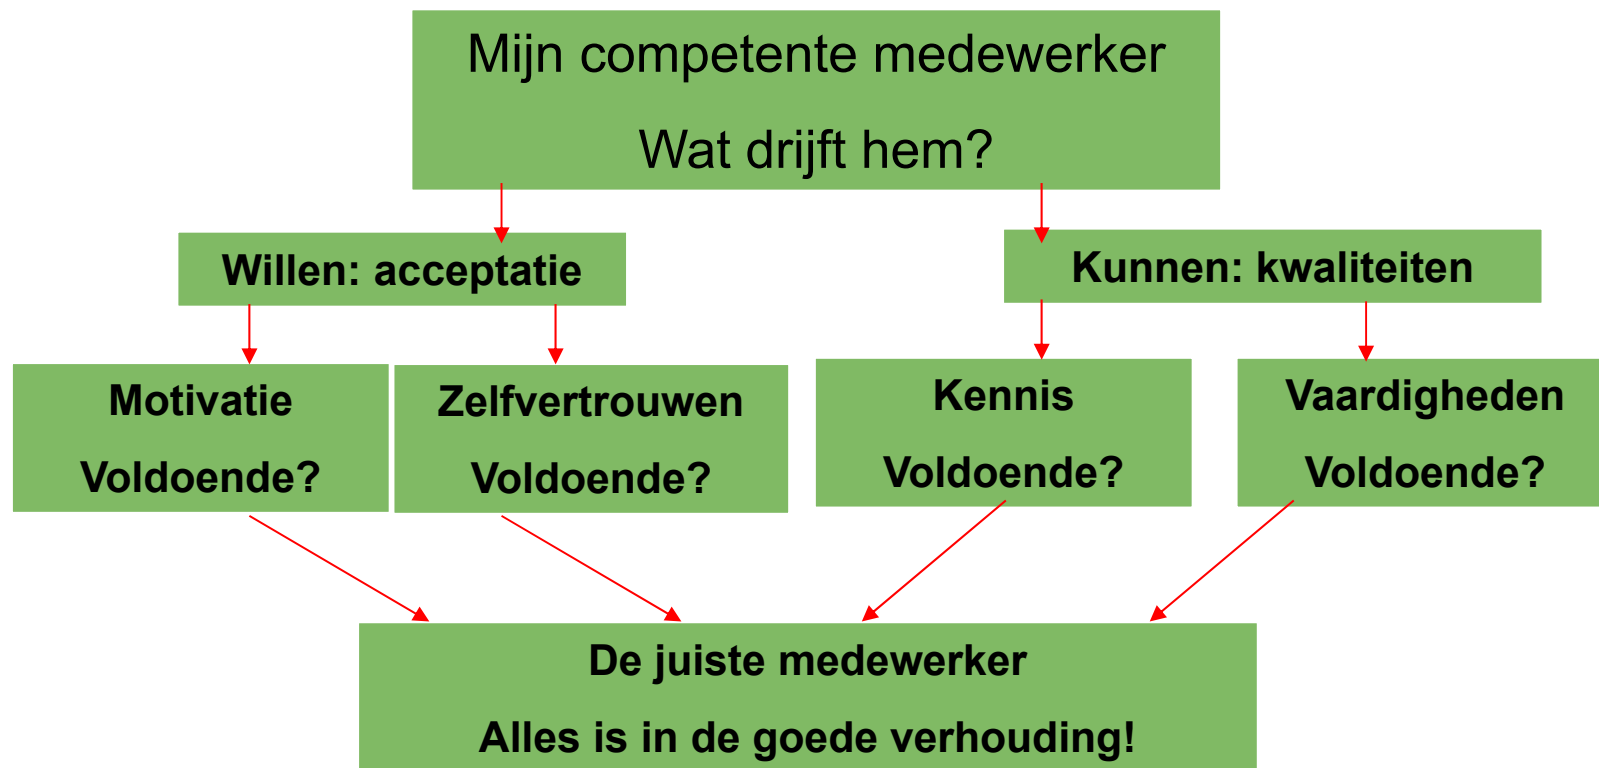 Mijn competente medewerker
Wat drijft hem?
Willen: acceptatie
Kunnen: kwaliteiten
Motivatie
Voldoende?
Zelfvertrouwen
Voldoende?
Kennis
Voldoende?
Vaardigheden
Voldoende?
De juiste medewerker
Alles is in de goede verhouding!